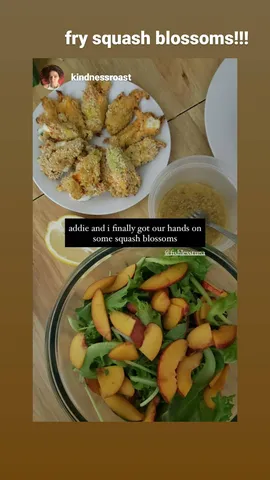 fry squash blossoms!!!
kindnessroast
addie and i finally got our hands on
some squash blossoms